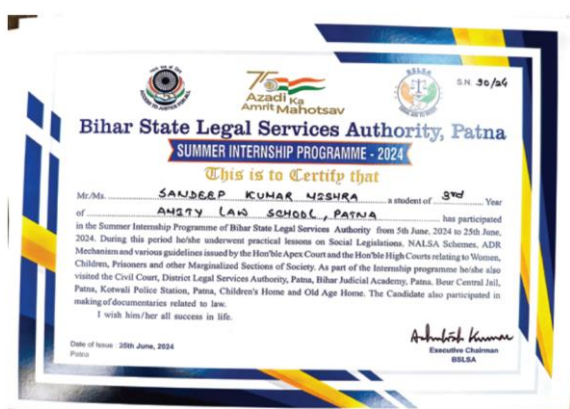 BSLSA
S.N. 30/24
75
Azadi Ka
Amrit Mahotsav
Bihar State Legal Services Authority, Patna
SUMMER INTERNSHIP PROGRAMME - 2024
This is to Certify that
Mr./Ms. SANDEEP KUMAR MISHRA a student of 3rd Year
of AMITY LAW SCHOOL, PATNA has participated
in the Summer Internship Programme of Bihar State Legal Services Authority from 5th June, 2024 to 25th June,
2024. During this period he/she underwent practical lessons on Social Legislations, NALSA Schemes, ADR
Mechanism and various guidelines issued by the Hon'ble Apex Court and the Hon'ble High Courts relating to Women,
Children, Prisoners and other Marginalized Sections of Society. As part of the Internship programme he/she also
visited the Civil Court, District Legal Services Authority, Patna, Bihar Judicial Academy, Patna, Beur Central Jail,
Patna, Kotwali Police Station, Patna, Children's Home and Old Age Home. The Candidate also participated in
making of documentaries related to law.
I wish him/her all success in life.
Ashutosh Kumar
Date of Issue : 25th June, 2024
Patna
Executive Chairman
BSLSA